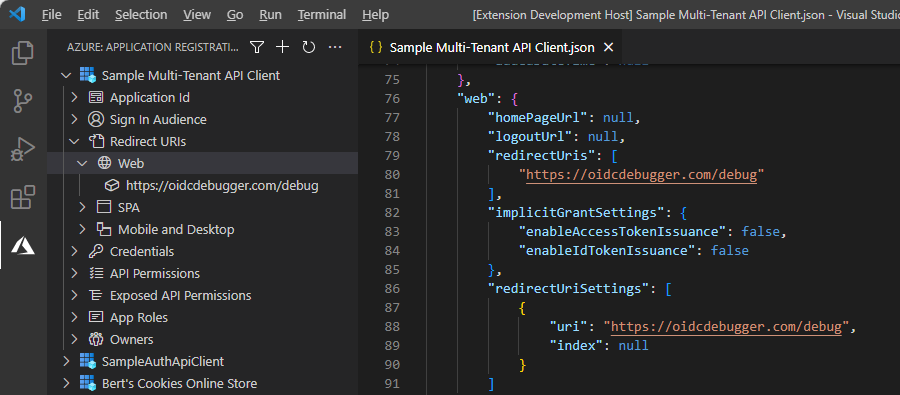 File Edit View Go Run Terminal Help [Extension Development Host] Sample Multi-Tenant API Client.json - Visual Studio
AZURE: APPLICATION REGISTRATI...
Sample Multi-Tenant API Client
Application Id
Sign In Audience
Redirect URIs
Web
https://oidcdebugger.com/debug
SPA
Mobile and Desktop
Credentials
API Permissions
Exposed API Permissions
App Roles
Owners
SampleAuthApiClient
Bert's Cookies Online Store
{ } Sample Multi-Tenant API Client.json
75 },
76 "web": {
77 "homePageUrl": null,
78 "logoutUrl": null,
79 "redirectUris": [
80 "https://oidcdebugger.com/debug"
81 ],
82 "implicitGrantSettings": {
83 "enableAccessTokenIssuance": false,
84 "enableIdTokenIssuance": false
85 },
86 "redirectUriSettings": [
87 {
88 "uri": "https://oidcdebugger.com/debug",
89 "index": null
90 }
91 ]